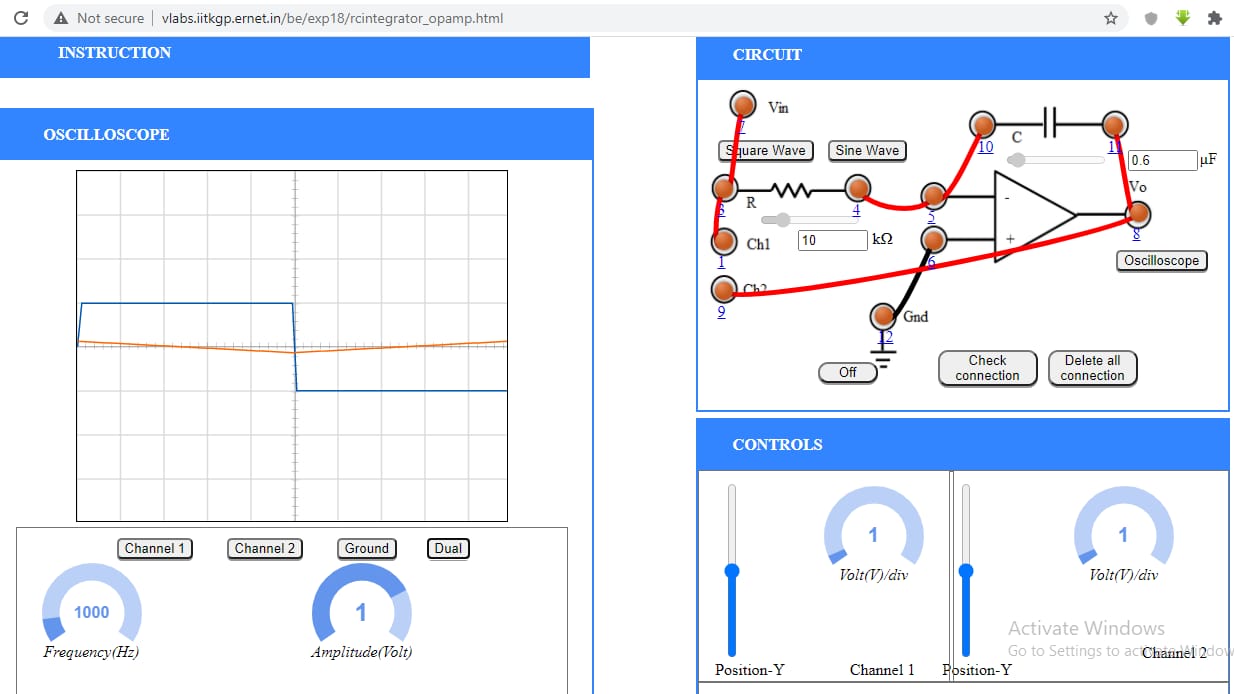 Not secure | vlabs.iitkgp.ernet.in/be/exp18/rcintegrator_opamp.html
INSTRUCTION
OSCILLOSCOPE
Channel 1 Channel 2 Ground Dual
1000 1
Frequency(Hz) Amplitude(Volt)
CIRCUIT
Vin
7
Square Wave Sine Wave
10 C 11
0.6 μF
R
3 4 5
Vo
8
Ch1 10 kΩ
- +
1 6
Oscilloscope
Ch2
9
Gnd
12
Off
Check connection
Delete all connection
CONTROLS
1 1
Volt(V)/div Volt(V)/div
Activate Windows
Go to Settings to activate Windows
Channel 2
Position-Y Channel 1 Position-Y